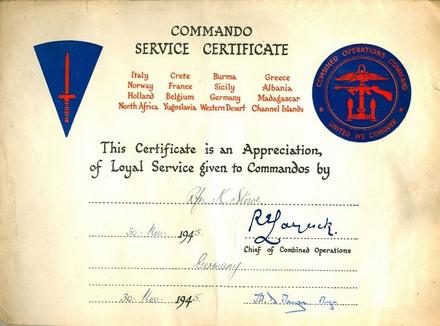 COMMANDO
SERVICE CERTIFICATE
Italy Crete Burma Greece
Norway France Sicily Albania
Holland Belgium Germany Madagascar
North Africa Yugoslavia Western Desert Channel Islands
COMBINED OPERATIONS COMMAND
UNITED WE CONQUER
This Certificate is an Appreciation,
of Loyal Service given to Commandos by
Rfn K.
30 Nov. 1945.
Chief of Combined Operations
Germany
30 Nov. 1945.